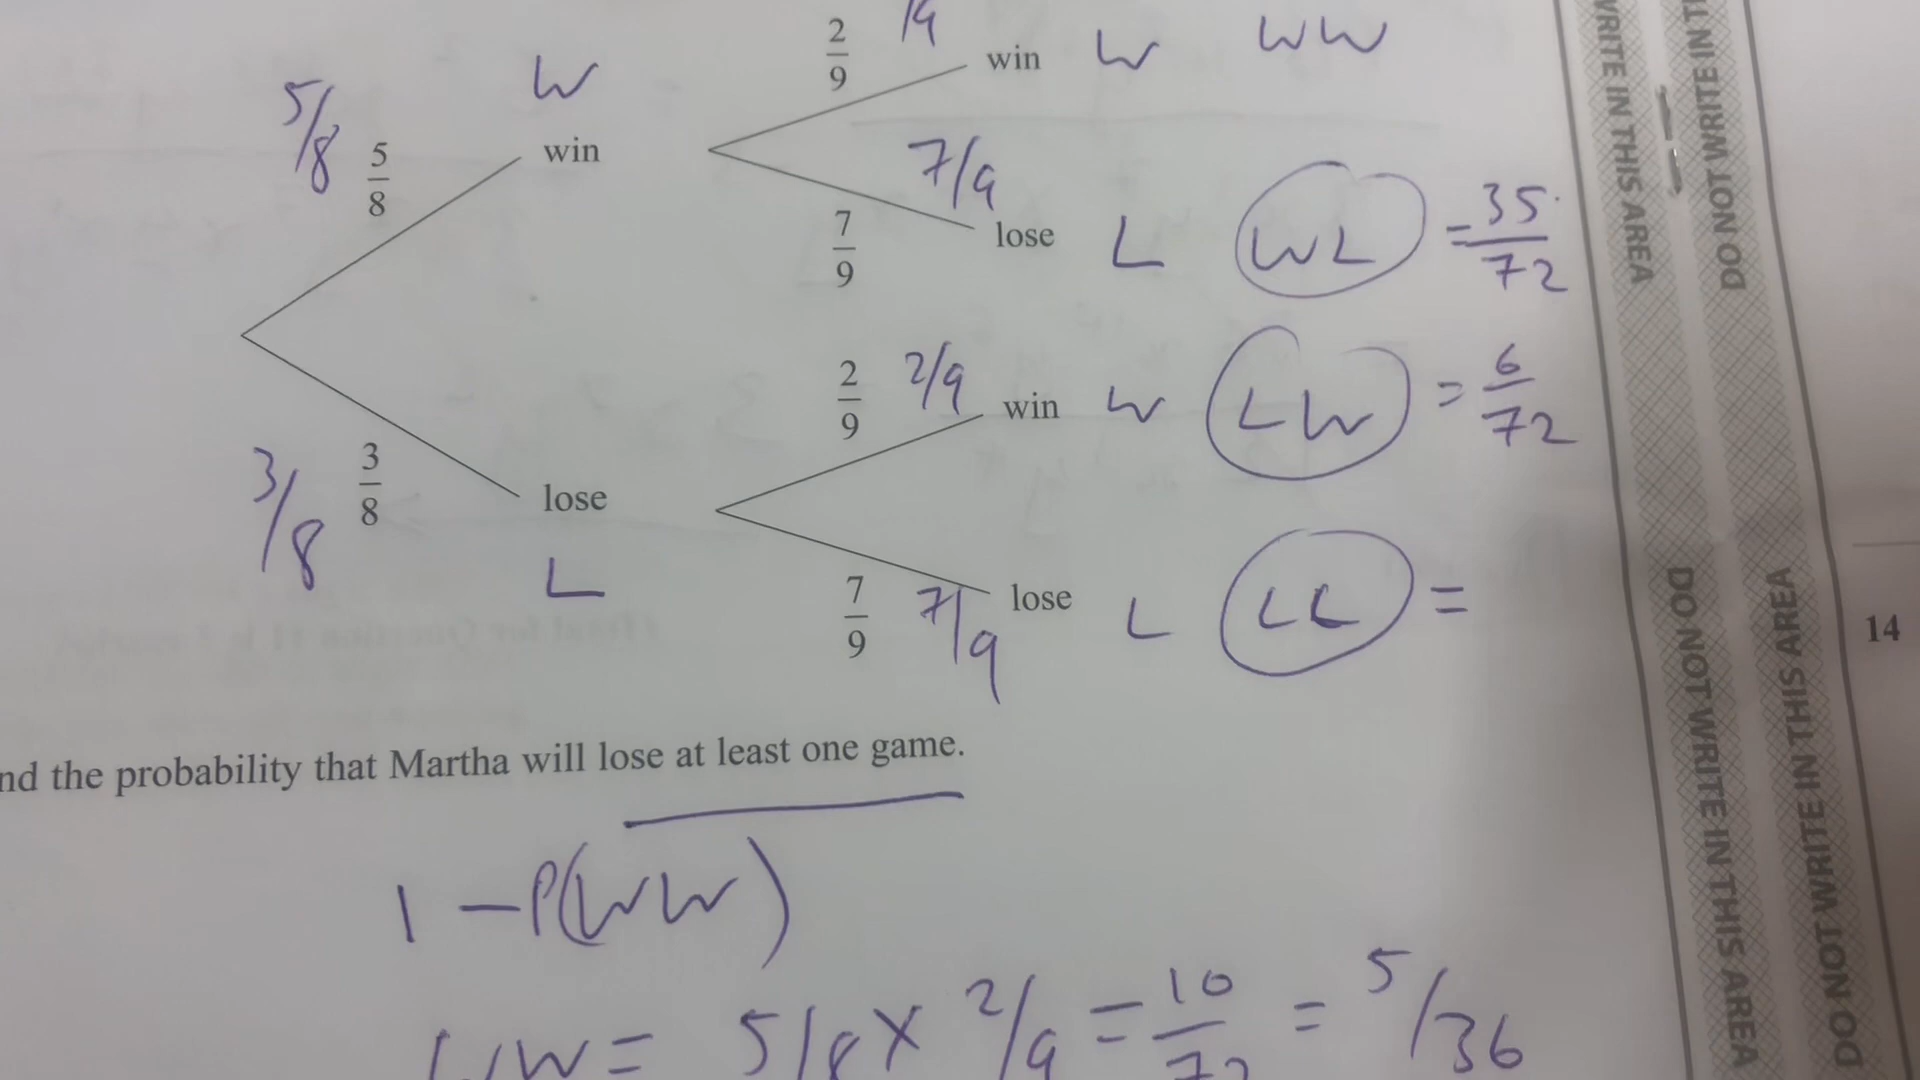 2/9 win W WW
5/8 W
5/8 win
7/9
7/9 lose L WL = 35/72
2/9 2/9 win W LW = 6/72
3/8 3/8 lose
L
7/9 7/9 lose L LL =
nd the probability that Martha will lose at least one game.
1 - P(WW)
WW = 5/8 x 2/9 = 10/72 = 5/36
WRITE IN THIS AREA
DO NOT WRITE IN T
DO NOT WRITE IN THIS AREA
DO NOT WRITE IN THIS AREA
14